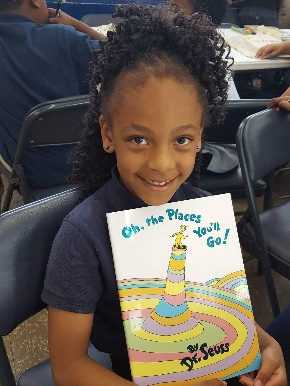 Oh, the Places
You'll
Go!
By
Dr. Seuss